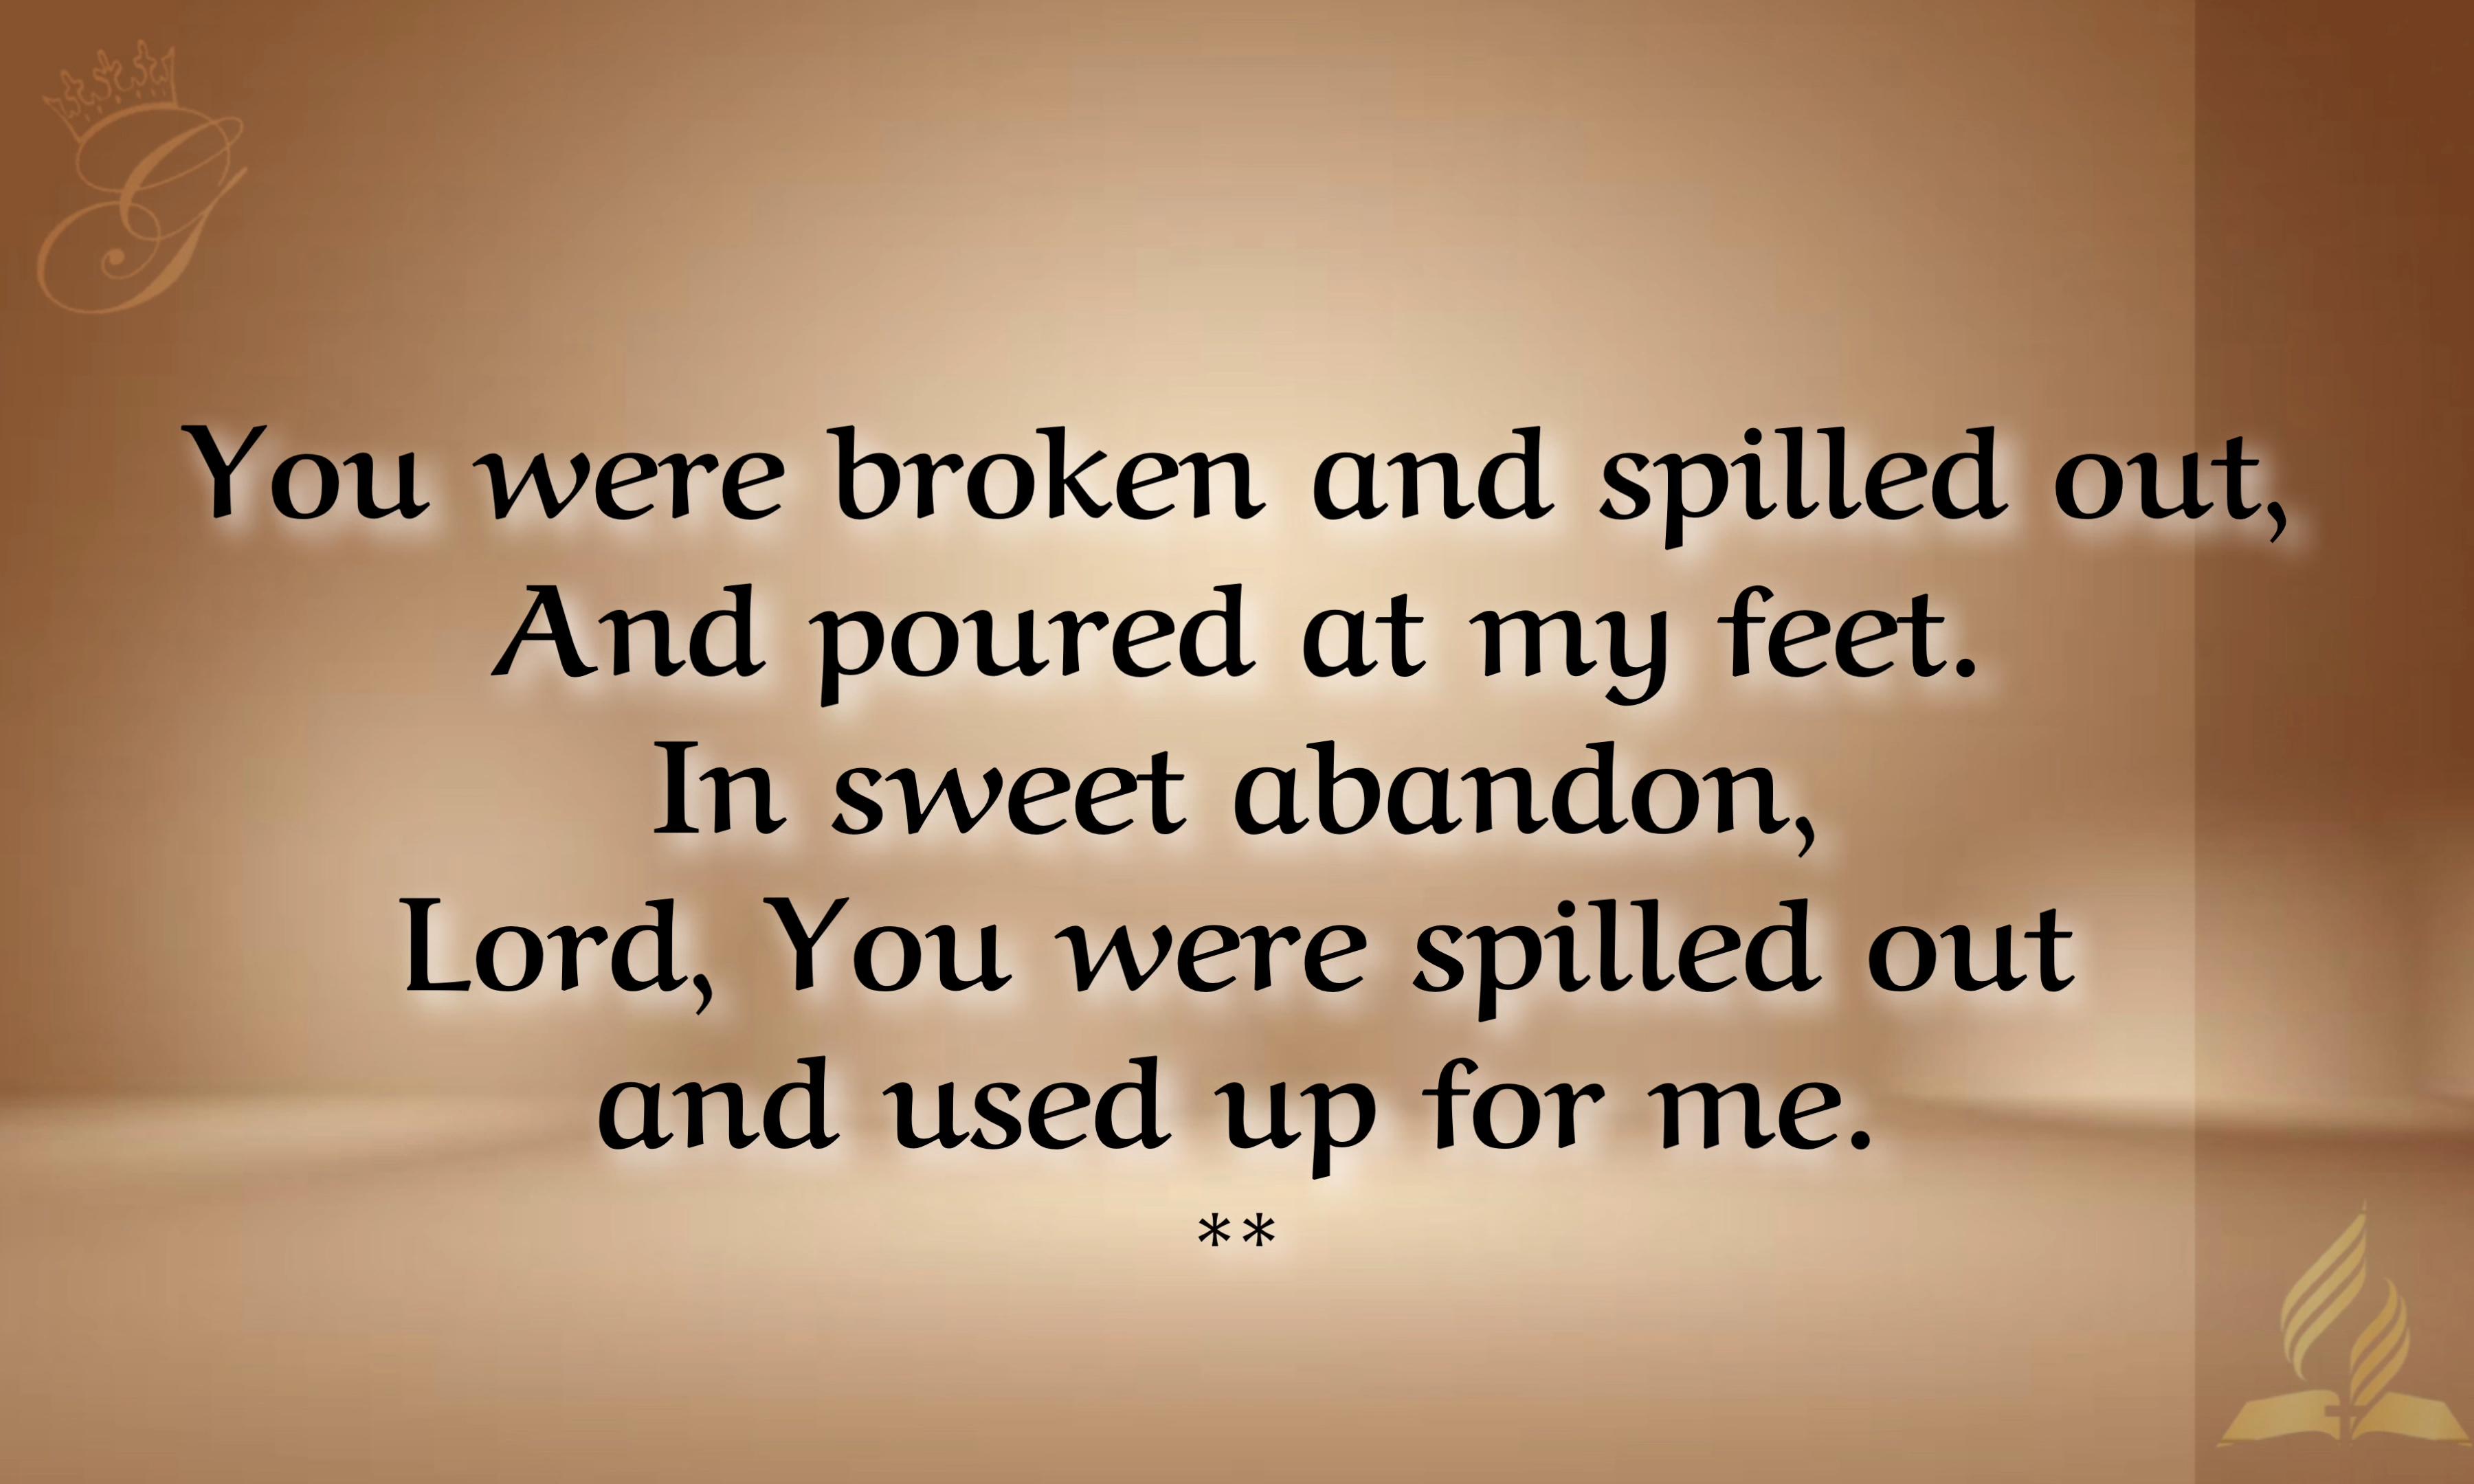 G
You were broken and spilled out,
And poured at my feet.
In sweet abandon,
Lord, You were spilled out
and used up for me.
**